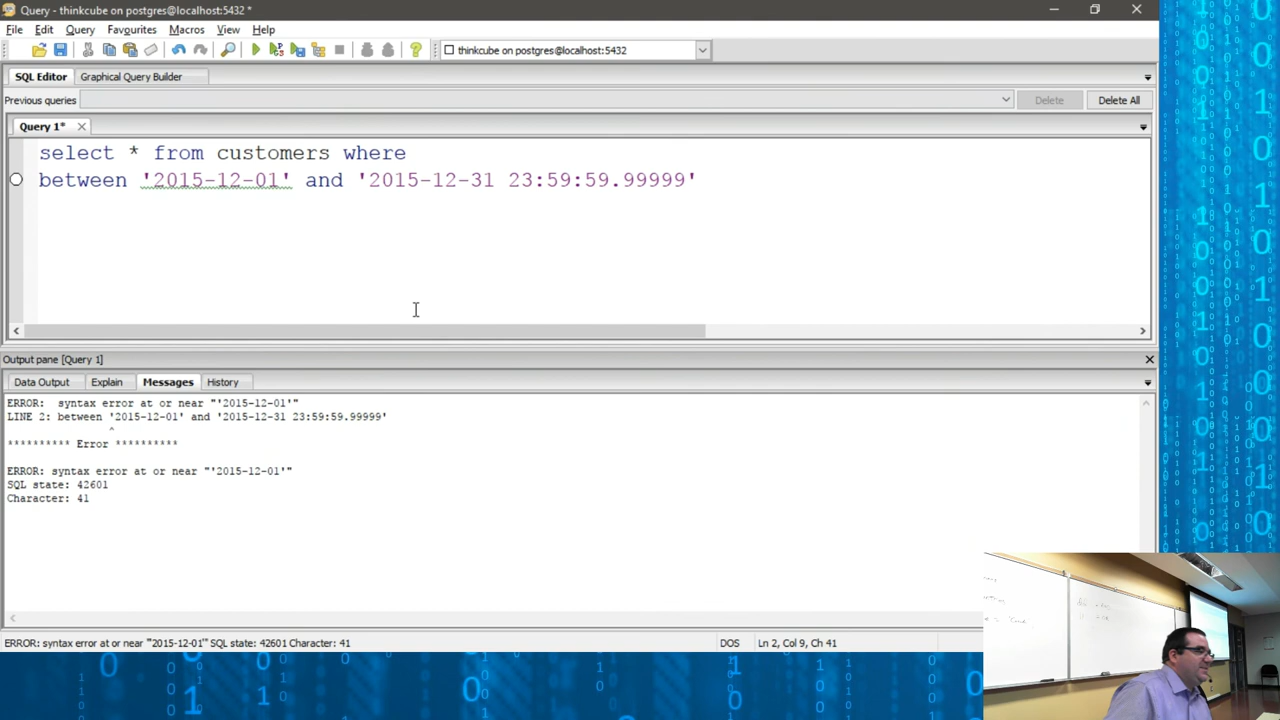 Query - thinkcube on postgres@localhost:5432 *
File Edit Query Favourites Macros View Help
thinkcube on postgres@localhost:5432
SQL Editor Graphical Query Builder
Previous queries Delete Delete All
Query 1*
select * from customers where
between '2015-12-01' and '2015-12-31 23:59:59.99999'
Output pane [Query 1]
Data Output Explain Messages History
ERROR:  syntax error at or near "'2015-12-01'"
LINE 2: between '2015-12-01' and '2015-12-31 23:59:59.99999'
^
********** Error **********
ERROR: syntax error at or near "'2015-12-01'"
SQL state: 42601
Character: 41
ERROR: syntax error at or near "'2015-12-01'" SQL state: 42601 Character: 41 DOS Ln 2, Col 9, Ch 41